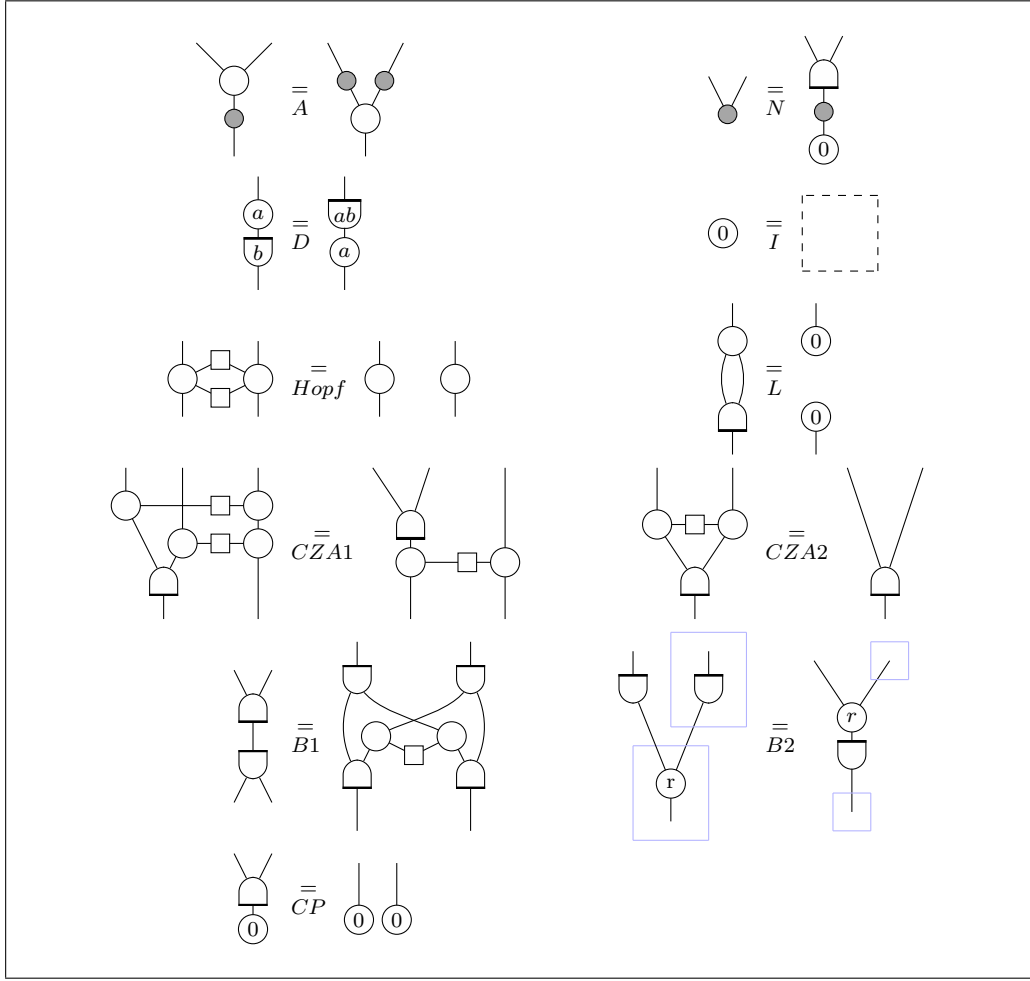 = A
= N
0
a b = D ab a
0 = I
= Hopf
= L 0 0
= CZA1
= CZA2
= B1
r = B2 r
0 = CP 0 0